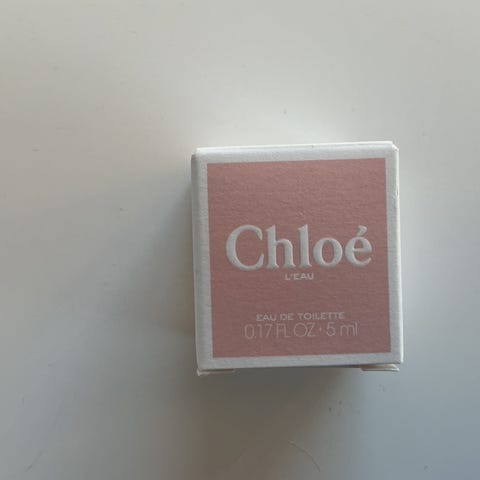 Chloé
L'EAU
EAU DE TOILETTE
0.17 FL OZ • 5 ml